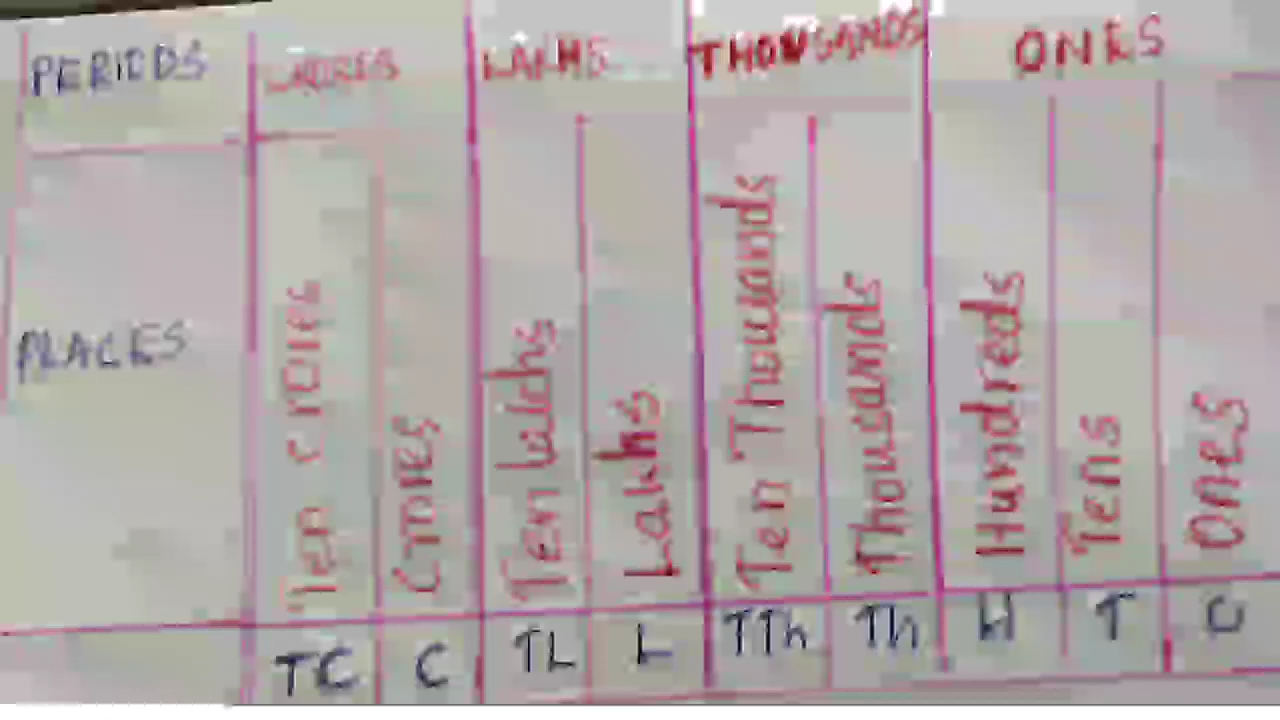 PERIODS CRORES LAKHS THOUSANDS ONES
PLACES Ten crores Crores Ten lakhs Lakhs Ten Thousands Thousands Hundreds Tens Ones
TC C TL L TTh Th H T O